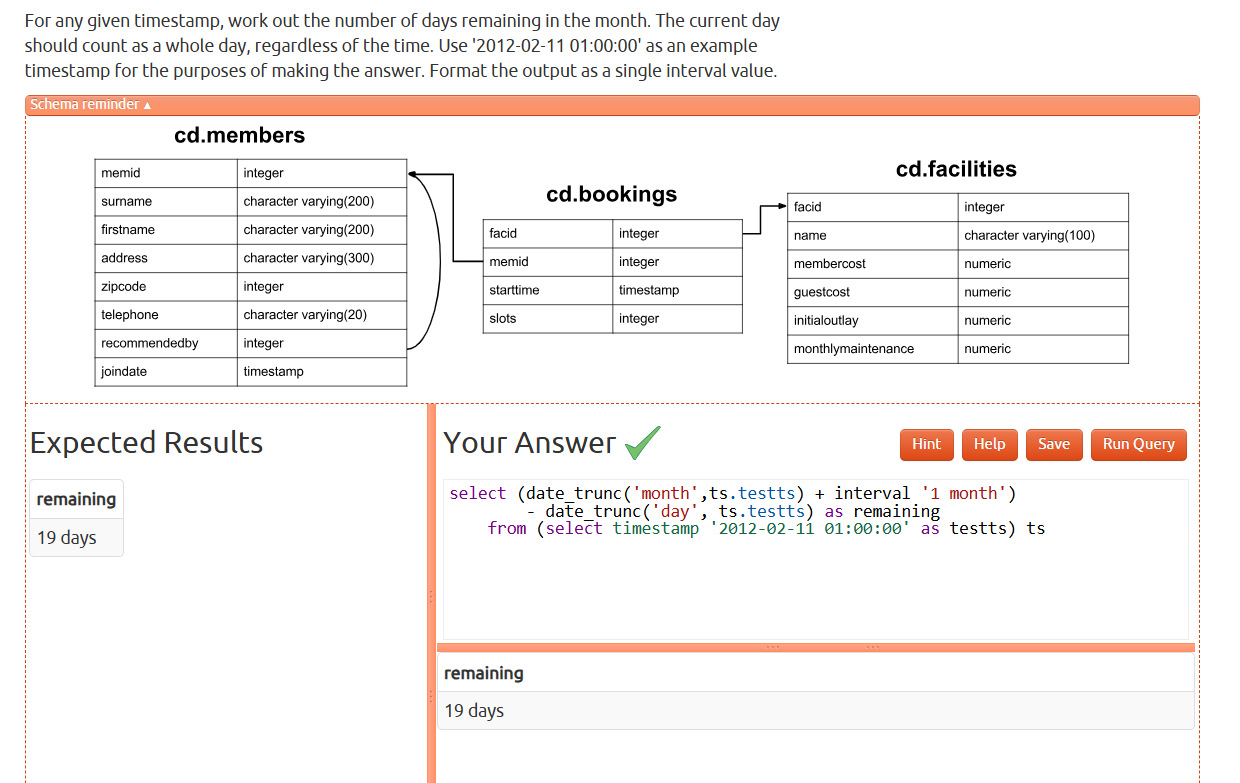 For any given timestamp, work out the number of days remaining in the month. The current day
should count as a whole day, regardless of the time. Use '2012-02-11 01:00:00' as an example
timestamp for the purposes of making the answer. Format the output as a single interval value.
Schema reminder ▲
cd.members
memid integer
surname character varying(200)
firstname character varying(200)
address character varying(300)
zipcode integer
telephone character varying(20)
recommendedby integer
joindate timestamp
cd.bookings
facid integer
memid integer
starttime timestamp
slots integer
cd.facilities
facid integer
name character varying(100)
membercost numeric
guestcost numeric
initialoutlay numeric
monthlymaintenance numeric
Expected Results
remaining
19 days
Your Answer
Hint Help Save Run Query
select (date_trunc('month',ts.testts) + interval '1 month')
- date_trunc('day', ts.testts) as remaining
from (select timestamp '2012-02-11 01:00:00' as testts) ts
remaining
19 days